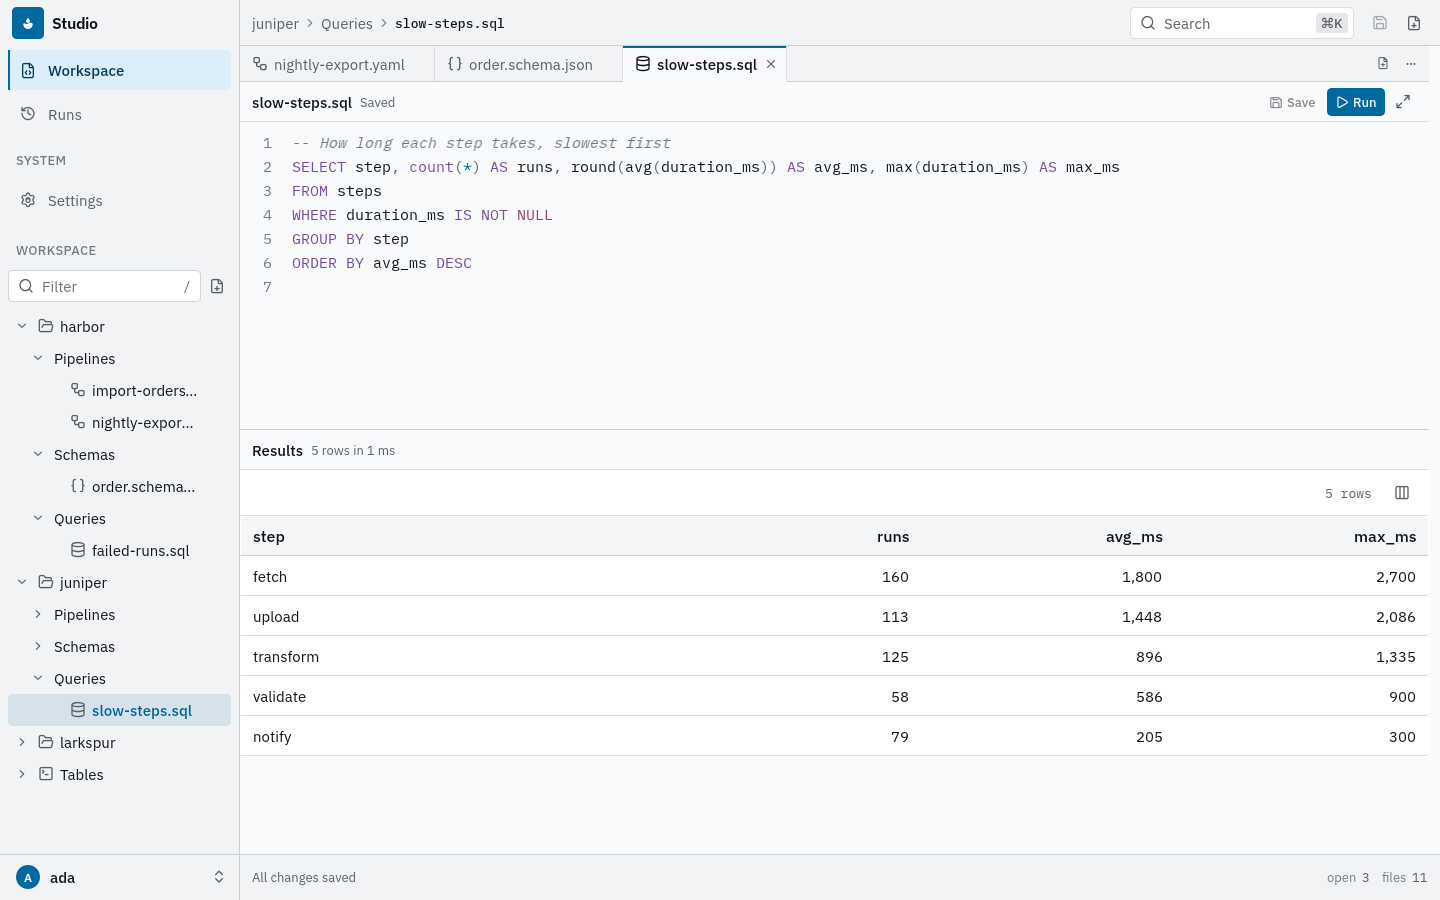 Studio
juniper > Queries > slow-steps.sql
Search ⌘K
Workspace
Runs
SYSTEM
Settings
WORKSPACE
Filter /
harbor
Pipelines
import-orders...
nightly-expor...
Schemas
order.schema...
Queries
failed-runs.sql
juniper
Pipelines
Schemas
Queries
slow-steps.sql
larkspur
Tables
A ada
nightly-export.yaml
order.schema.json
slow-steps.sql
slow-steps.sql Saved
Save Run
1 -- How long each step takes, slowest first
2 SELECT step, count(*) AS runs, round(avg(duration_ms)) AS avg_ms, max(duration_ms) AS max_ms
3 FROM steps
4 WHERE duration_ms IS NOT NULL
5 GROUP BY step
6 ORDER BY avg_ms DESC
7
Results 5 rows in 1 ms
5 rows
step runs avg_ms max_ms
fetch 160 1,800 2,700
upload 113 1,448 2,086
transform 125 896 1,335
validate 58 586 900
notify 79 205 300
All changes saved
open 3 files 11